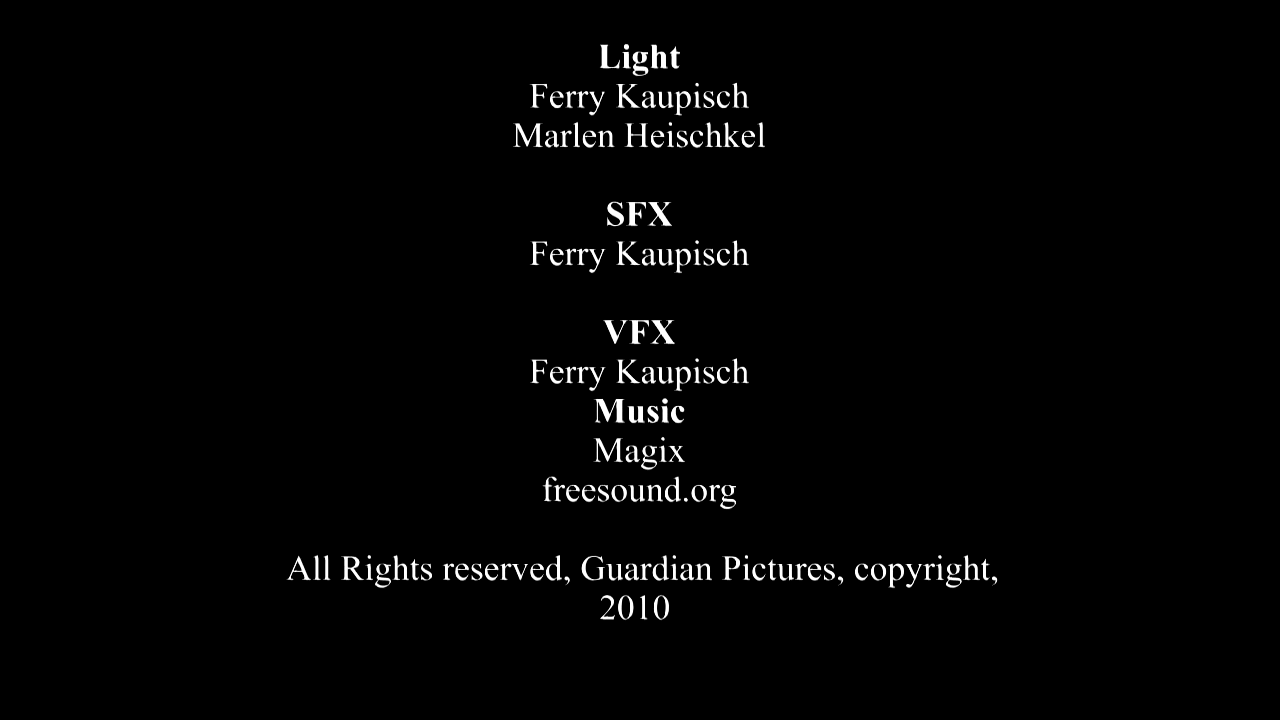 Light
Ferry Kaupisch
Marlen Heischkel
SFX
Ferry Kaupisch
VFX
Ferry Kaupisch
Music
Magix
freesound.org
All Rights reserved, Guardian Pictures, copyright,
2010